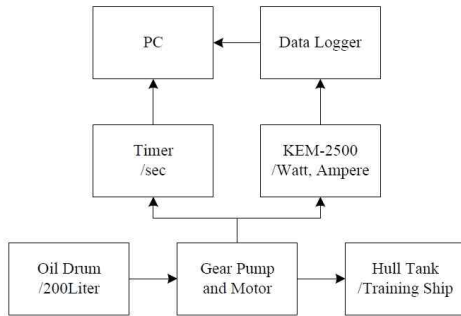 PC
Data Logger
Timer
/sec
KEM-2500
/Watt, Ampere
Oil Drum
/200Liter
Gear Pump
and Motor
Hull Tank
/Training Ship